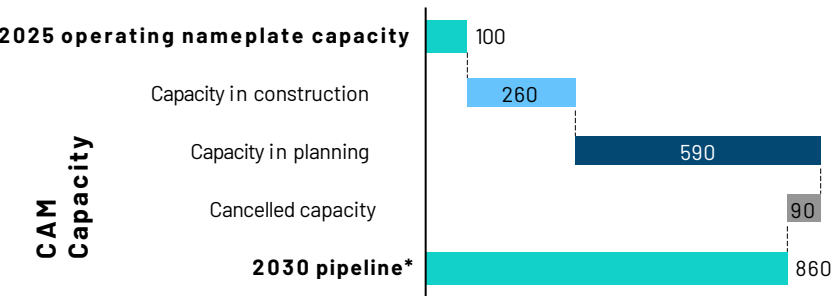 2025 operating nameplate capacity
100
Capacity in construction
260
Capacity in planning
590
Cancelled capacity
90
2030 pipeline*
860
CAM
Capacity